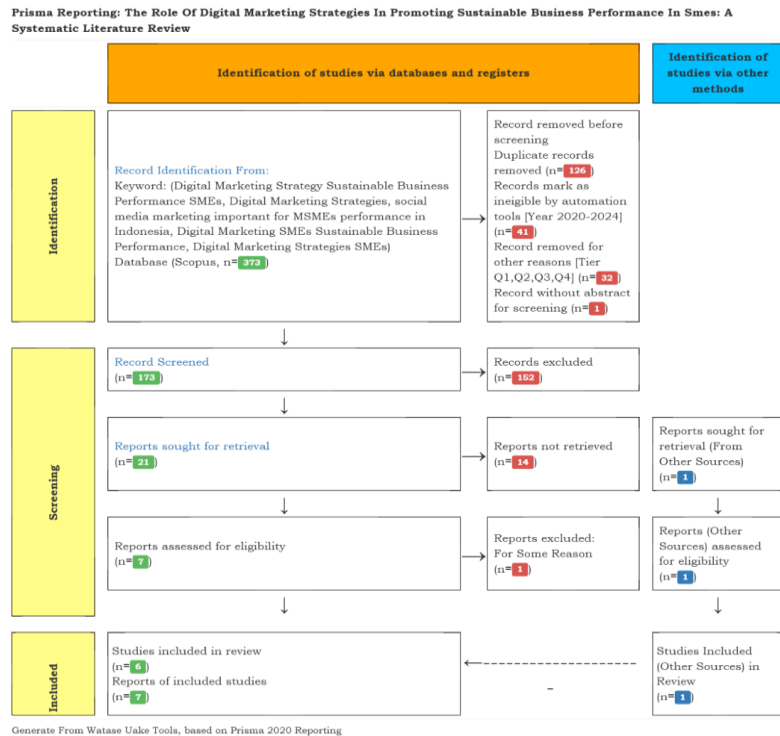 Prisma Reporting: The Role Of Digital Marketing Strategies In Promoting Sustainable Business Performance In Smes: A
Systematic Literature Review
Identification of studies via databases and registers
Identification of
studies via other
methods
Identification
Record Identification From:
Keyword: (Digital Marketing Strategy Sustainable Business
Performance SMEs, Digital Marketing Strategies, social
media marketing important for MSMEs performance in
Indonesia, Digital Marketing SMEs Sustainable Business
Performance, Digital Marketing Strategies SMEs)
Database (Scopus, n=373)
Record removed before
screening
Duplicate records
removed (n=126)
Records mark as
ineigible by automation
tools [Year 2020-2024]
(n=41)
Record removed for
other reasons [Tier
Q1,Q2,Q3,Q4] (n=32)
Record without abstract
for screening (n=1)
Screening
Record Screened
(n=173)
Records excluded
(n=152)
Reports sought for retrieval
(n=21)
Reports not retrieved
(n=14)
Reports sought for
retrieval (From
Other Sources)
(n=1)
Reports assessed for eligibility
(n=7)
Reports excluded:
For Some Reason
(n=1)
Reports (Other
Sources) assessed
for eligibility
(n=1)
Included
Studies included in review
(n=6)
Reports of included studies
(n=7)
Studies Included
(Other Sources) in
Review
(n=1)
Generate From Watase Uake Tools, based on Prisma 2020 Reporting